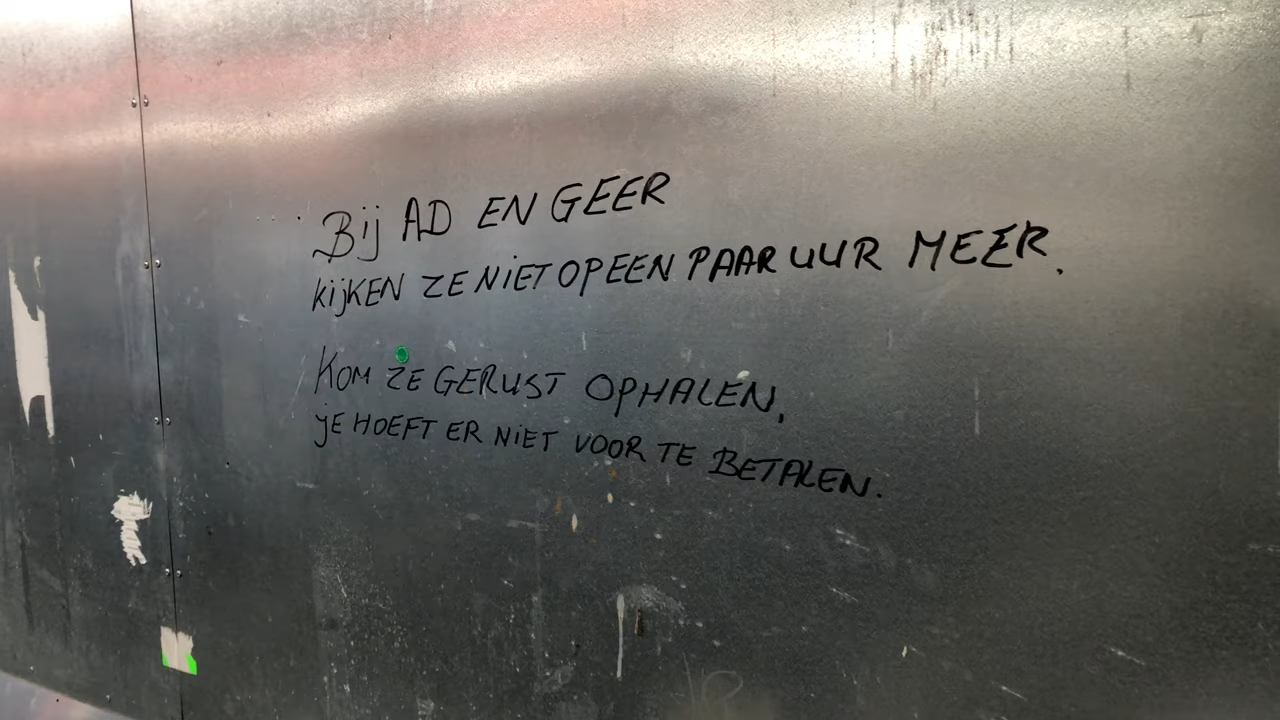 Bij AD EN GEER
kijKEN ZE NiET OP EEN PAAR UUR MEER.
KOM ZE GERUST OPHALEN,
jE HOEFT ER NiET VOOR TE BETALEN.